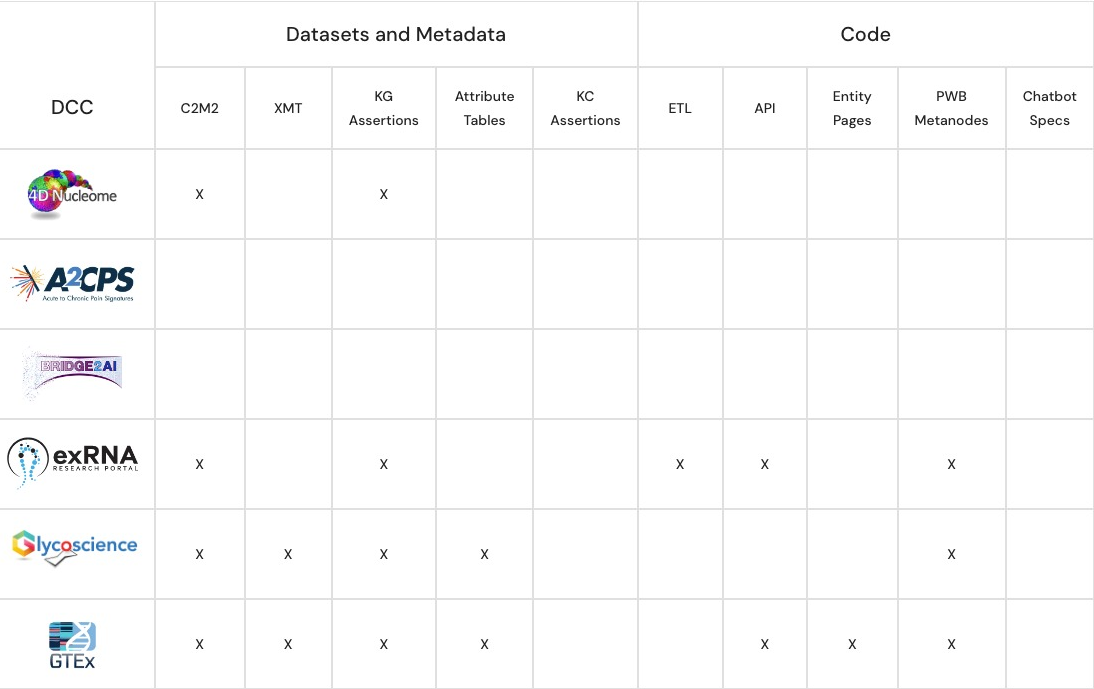 Datasets and Metadata Code
DCC C2M2 XMT KG Assertions Attribute Tables KC Assertions ETL API Entity Pages PWB Metanodes Chatbot Specs
4D Nucleome X X
A2CPS
Acute to Chronic Pain Signatures
BRIDGE2AI
exRNA X X X X X
RESEARCH PORTAL
Glycoscience X X X X X
GTEx X X X X X X X